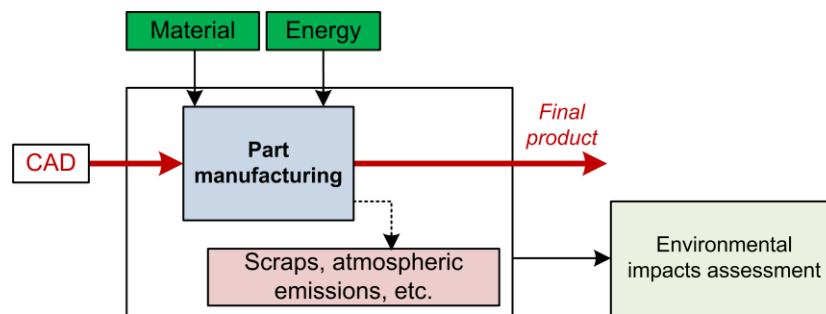 Material
Energy
Final
product
CAD
Part
manufacturing
Scraps, atmospheric
emissions, etc.
Environmental
impacts assessment